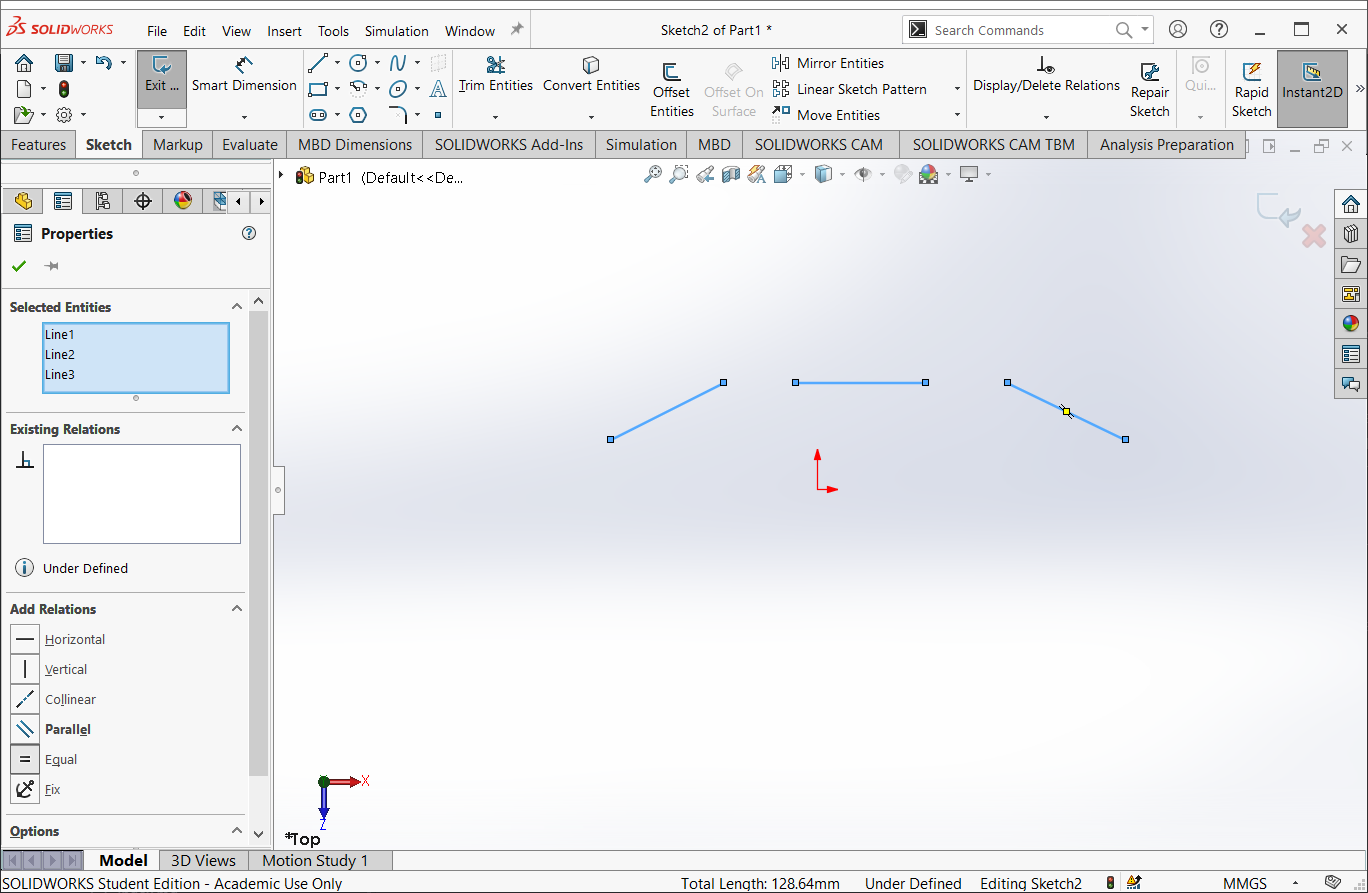 SOLIDWORKS File Edit View Insert Tools Simulation Window Sketch2 of Part1 * Search Commands
Exit ... Smart Dimension Trim Entities Convert Entities Offset Entities Offset On Surface Mirror Entities Linear Sketch Pattern Move Entities Display/Delete Relations Repair Sketch Qui... Rapid Sketch Instant2D
Features Sketch Markup Evaluate MBD Dimensions SOLIDWORKS Add-Ins Simulation MBD SOLIDWORKS CAM SOLIDWORKS CAM TBM Analysis Preparation
Part1 (Default<<De...
Properties
Selected Entities
Line1
Line2
Line3
Existing Relations
Under Defined
Add Relations
Horizontal
Vertical
Collinear
Parallel
Equal
Fix
Options
X
Z
*Top
Model 3D Views Motion Study 1
SOLIDWORKS Student Edition - Academic Use Only Total Length: 128.64mm Under Defined Editing Sketch2 MMGS